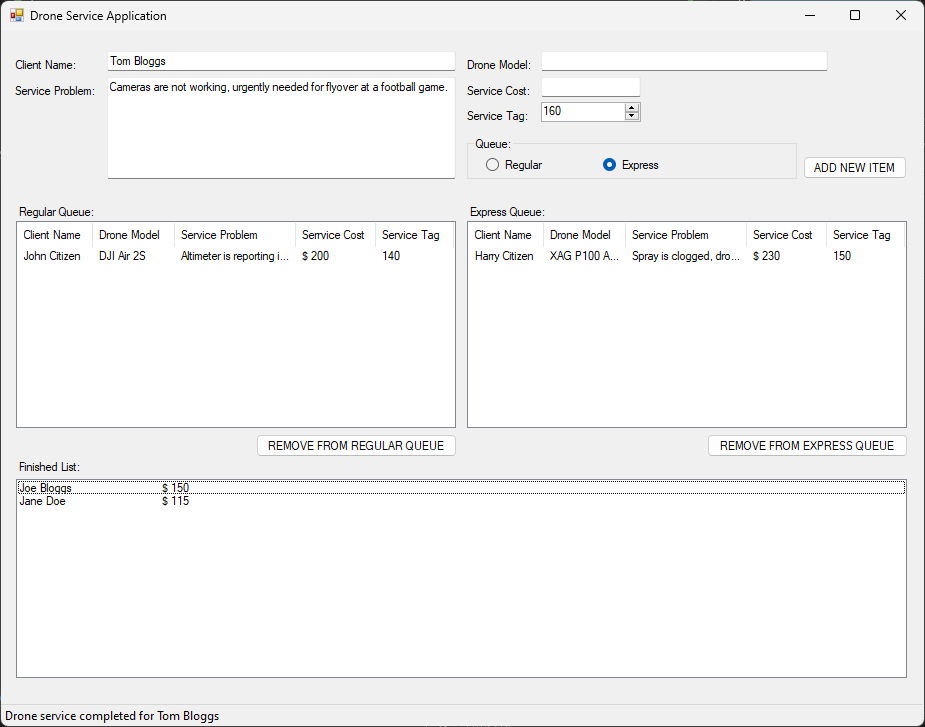 Drone Service Application
Client Name: Tom Bloggs
Drone Model:
Service Problem: Cameras are not working, urgently needed for flyover at a football game.
Service Cost:
Service Tag: 160
Queue:
Regular Express
ADD NEW ITEM
Regular Queue:
Client Name Drone Model Service Problem Service Cost Service Tag
John Citizen DJI Air 2S Altimeter is reporting i... $ 200 140
REMOVE FROM REGULAR QUEUE
Express Queue:
Client Name Drone Model Service Problem Service Cost Service Tag
Harry Citizen XAG P100 A... Spray is clogged, dro... $ 230 150
REMOVE FROM EXPRESS QUEUE
Finished List:
Joe Bloggs $ 150
Jane Doe $ 115
Drone service completed for Tom Bloggs